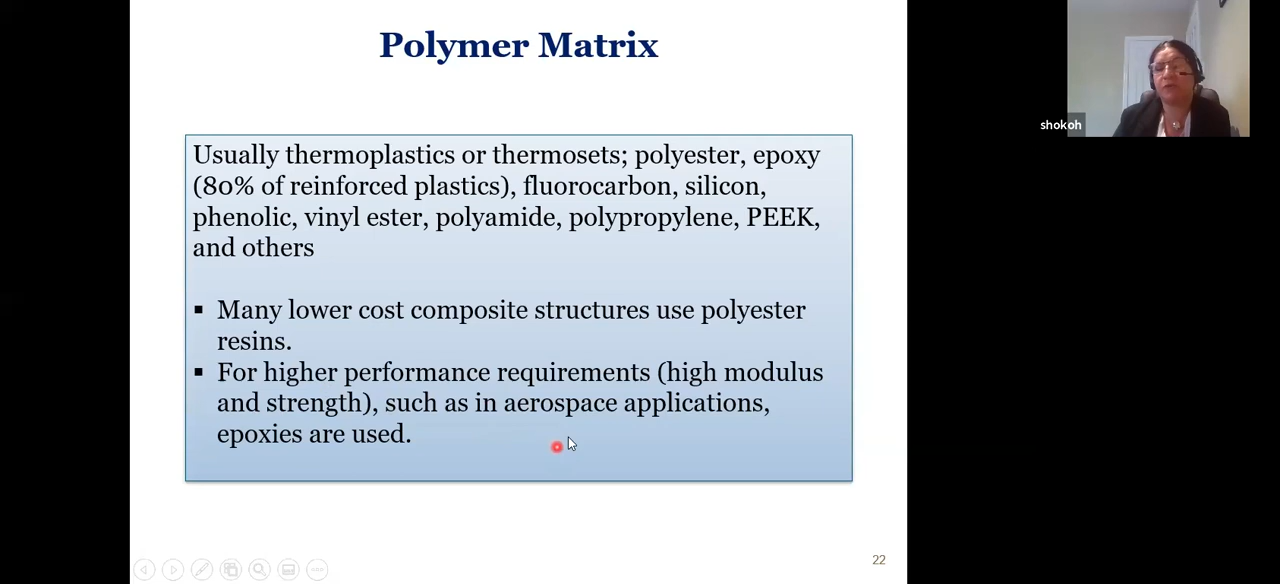 Polymer Matrix
shokoh
Usually thermoplastics or thermosets; polyester, epoxy
(80% of reinforced plastics), fluorocarbon, silicon,
phenolic, vinyl ester, polyamide, polypropylene, PEEK,
and others
▪ Many lower cost composite structures use polyester
resins.
▪ For higher performance requirements (high modulus
and strength), such as in aerospace applications,
epoxies are used.
22